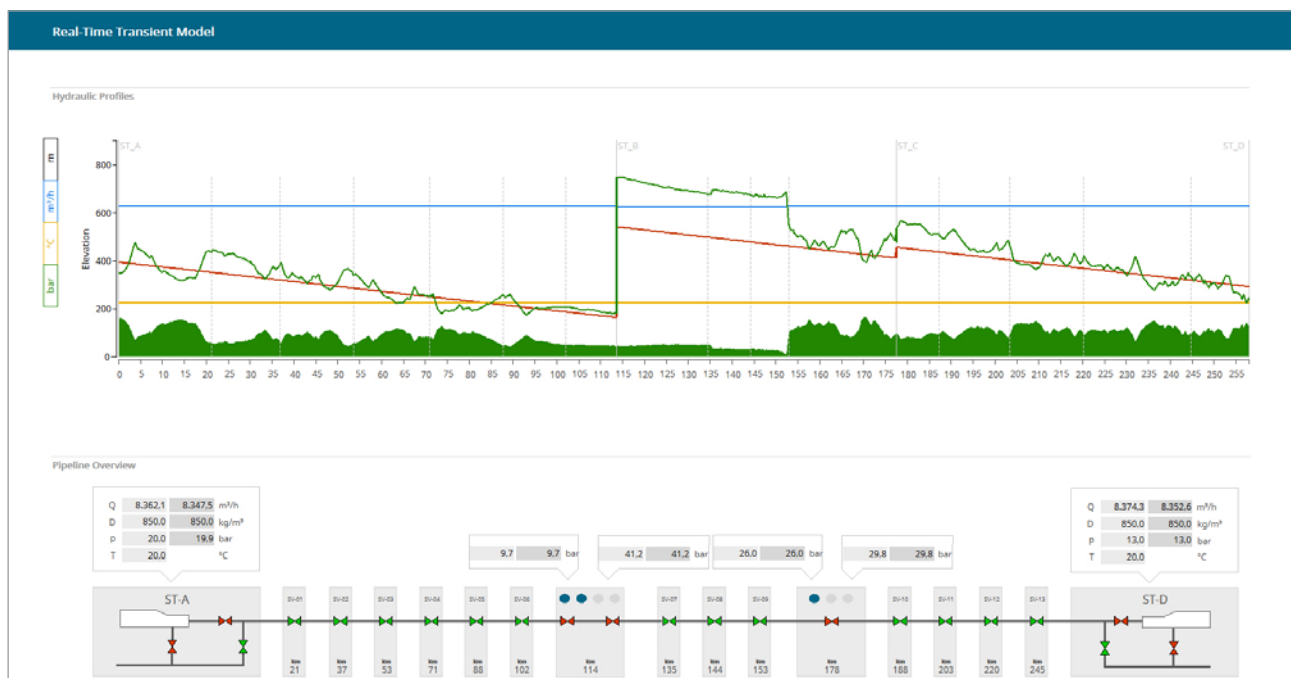 Real-Time Transient Model
Hydraulic Profiles
m
m³/h
°C
bar
Elevation
ST_A ST_B ST_C ST_D
800
600
400
200
0
0 5 10 15 20 25 30 35 40 45 50 55 60 65 70 75 80 85 90 95 100 105 110 115 120 125 130 135 140 145 150 155 160 165 170 175 180 185 190 195 200 205 210 215 220 225 230 235 240 245 250 255
Pipeline Overview
Q 8.362,1 8.347,5 m³/h
D 850.0 850.0 kg/m³
p 20.0 19.9 bar
T 20.0 °C
9,7 9,7 bar
41,2 41,2 bar
26.0 26.0 bar
29,8 29,8 bar
Q 8.374,3 8.352,6 m³/h
D 850.0 850.0 kg/m³
p 13.0 13,0 bar
T 20.0 °C
ST-A
SV-01 SV-02 SV-03 SV-04 SV-05 SV-06 SV-07 SV-08 SV-09 SV-10 SV-11 SV-12 SV-13
ST-D
km km km km km km km km km km km km km km km
21 37 53 71 88 102 114 135 144 153 178 188 203 220 245